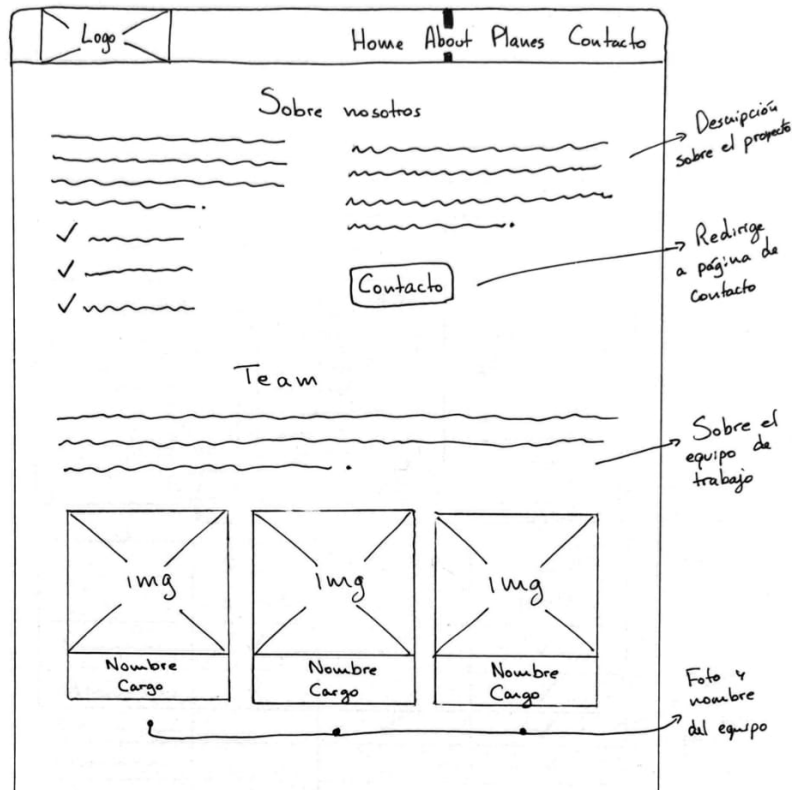 Logo
Home About Planes Contacto
Sobre nosotros
Descripción
sobre el proyecto
Contacto
Redirige
a página de
contacto
Team
Sobre el
equipo de
trabajo
img
img
img
Nombre
Cargo
Nombre
Cargo
Nombre
Cargo
Foto y
nombre
del equipo